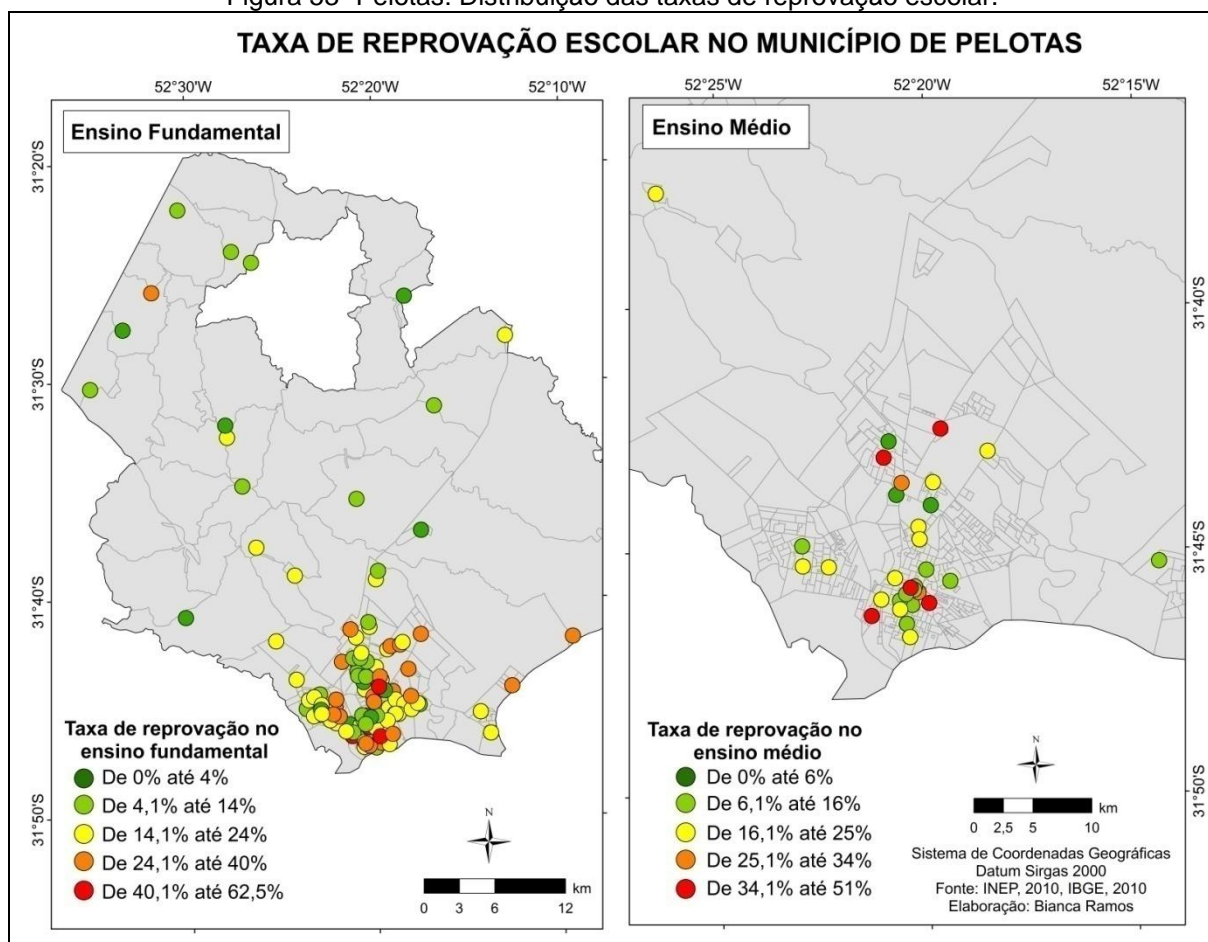 Figura 38- Pelotas: Distribuição das taxas de reprovação escolar.
TAXA DE REPROVAÇÃO ESCOLAR NO MUNICÍPIO DE PELOTAS
52°30'W
52°20'W
52°10'W
Ensino Fundamental
31°20'S
31°30'S
31°40'S
31°50'S
Taxa de reprovação no
ensino fundamental
De 0% até 4%
De 4,1% até 14%
De 14,1% até 24%
De 24,1% até 40%
De 40,1% até 62,5%
N
km
0 3 6 12
52°25'W
52°20'W
52°15'W
Ensino Médio
31°40'S
31°45'S
31°50'S
Taxa de reprovação no
ensino médio
De 0% até 6%
De 6,1% até 16%
De 16,1% até 25%
De 25,1% até 34%
De 34,1% até 51%
N
km
0 2,5 5 10
Sistema de Coordenadas Geográficas
Datum Sirgas 2000
Fonte: INEP, 2010, IBGE, 2010
Elaboração: Bianca Ramos